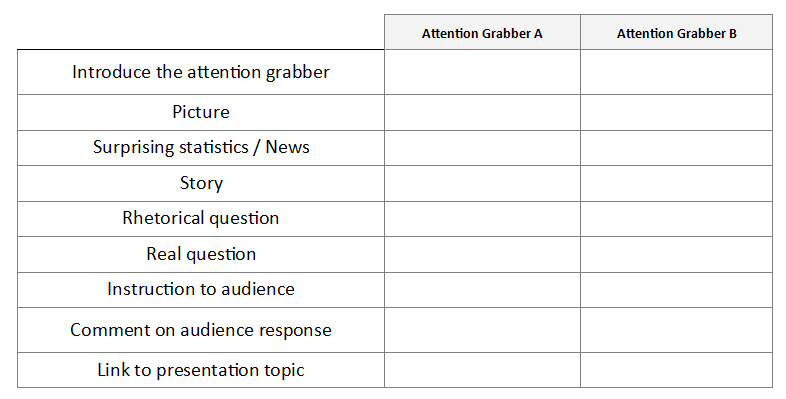 Attention Grabber A
Attention Grabber B
Introduce the attention grabber
Picture
Surprising statistics / News
Story
Rhetorical question
Real question
Instruction to audience
Comment on audience response
Link to presentation topic